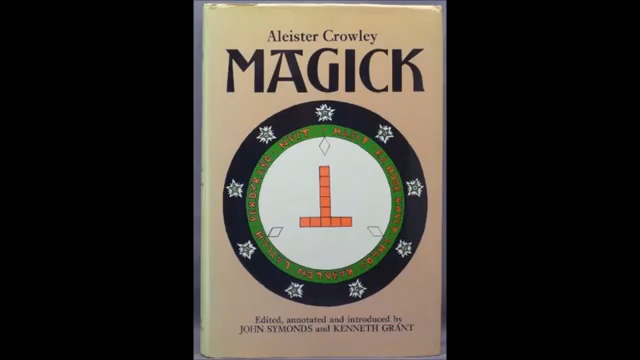 Aleister Crowley
MAGICK
Edited, annotated and introduced by
JOHN SYMONDS and KENNETH GRANT